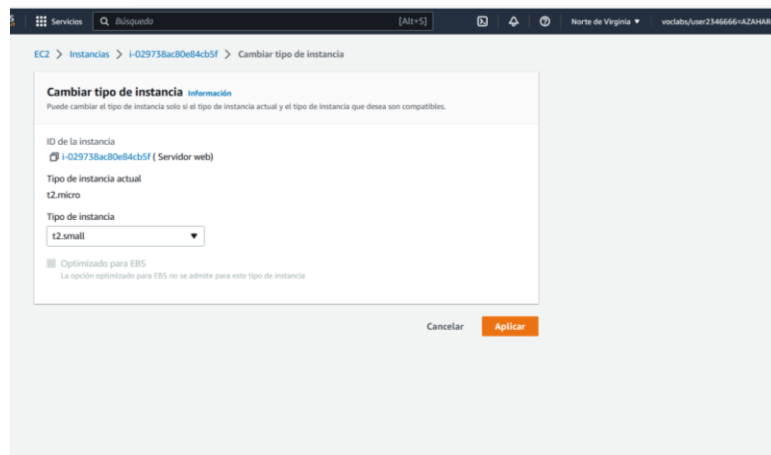 Servicios Búsqueda [Alt+S] Norte de Virginia ▼ voclabs/user2346666=AZAHAR
EC2 > Instancias > i-029738ac80e84cb5f > Cambiar tipo de instancia
Cambiar tipo de instancia Información
Puede cambiar el tipo de instancia solo si el tipo de instancia actual y el tipo de instancia que desea son compatibles.
ID de la instancia
i-029738ac80e84cb5f ( Servidor web)
Tipo de instancia actual
t2.micro
Tipo de instancia
t2.small ▼
Optimizado para EBS
La opción optimizado para EBS no se admite para este tipo de instancia
Cancelar Aplicar